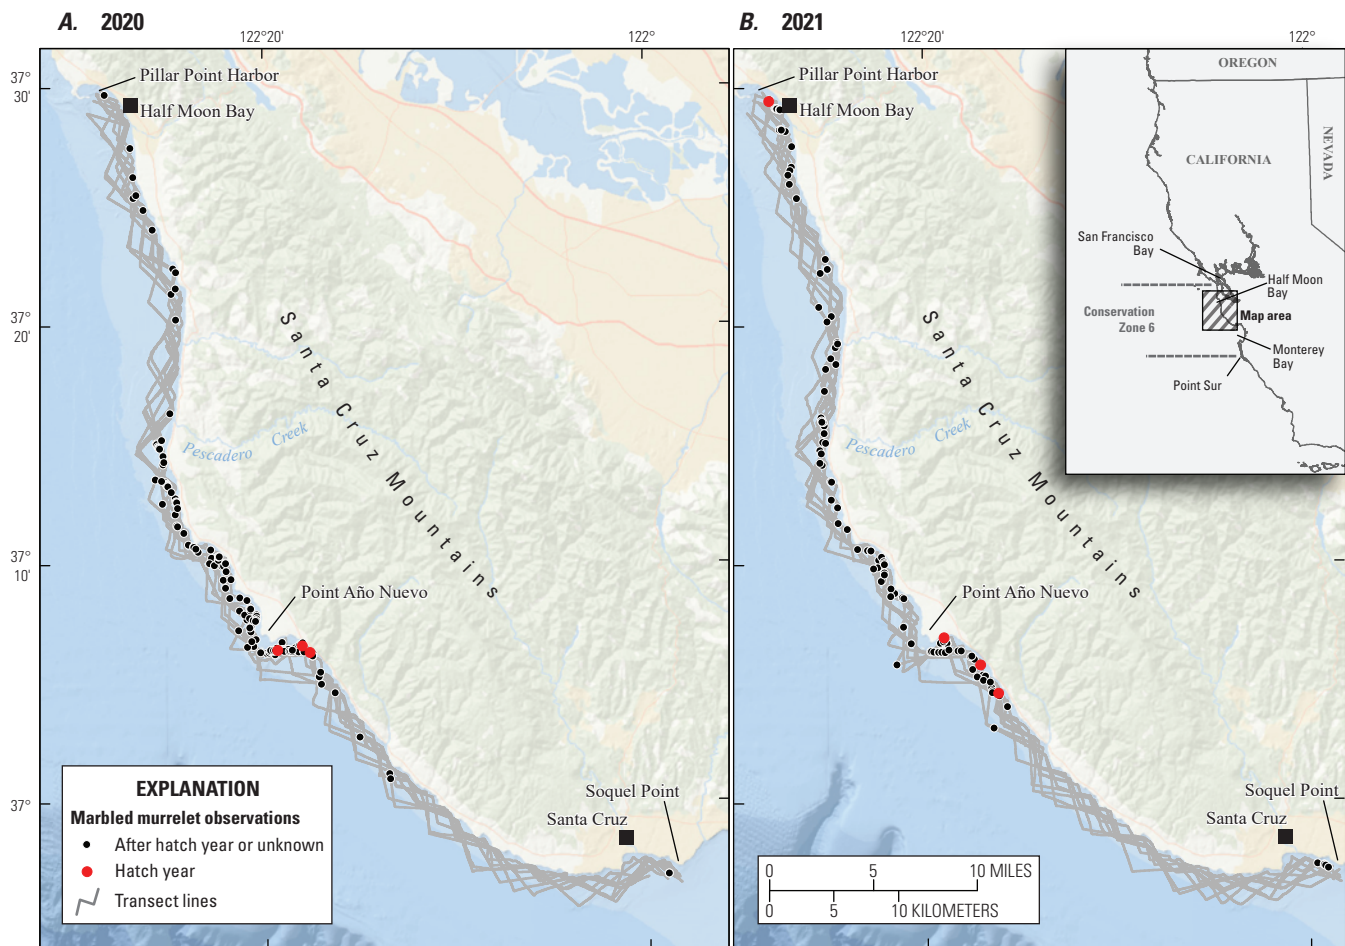 A. 2020
122°20'
122°
37°
30'
Pillar Point Harbor
Half Moon Bay
37°
20'
Santa Cruz Mountains
Pescadero Creek
37°
10'
Point Año Nuevo
37°
Soquel Point
Santa Cruz
EXPLANATION
Marbled murrelet observations
After hatch year or unknown
Hatch year
Transect lines
B. 2021
122°20'
122°
Pillar Point Harbor
Half Moon Bay
Santa Cruz Mountains
Pescadero Creek
Point Año Nuevo
Soquel Point
Santa Cruz
0 5 10 MILES
0 5 10 KILOMETERS
OREGON
NEVADA
CALIFORNIA
San Francisco
Bay
Half Moon
Bay
Conservation
Zone 6
Map area
Monterey
Bay
Point Sur